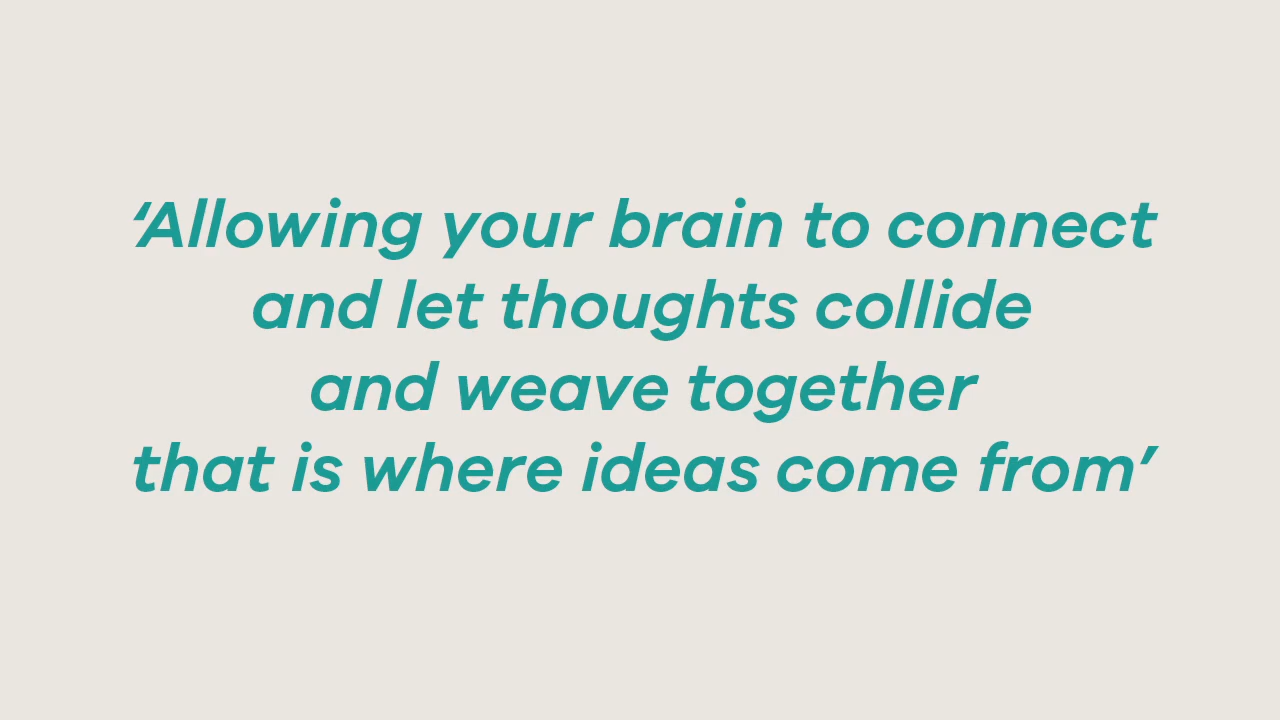 ‘Allowing your brain to connect
and let thoughts collide
and weave together
that is where ideas come from’